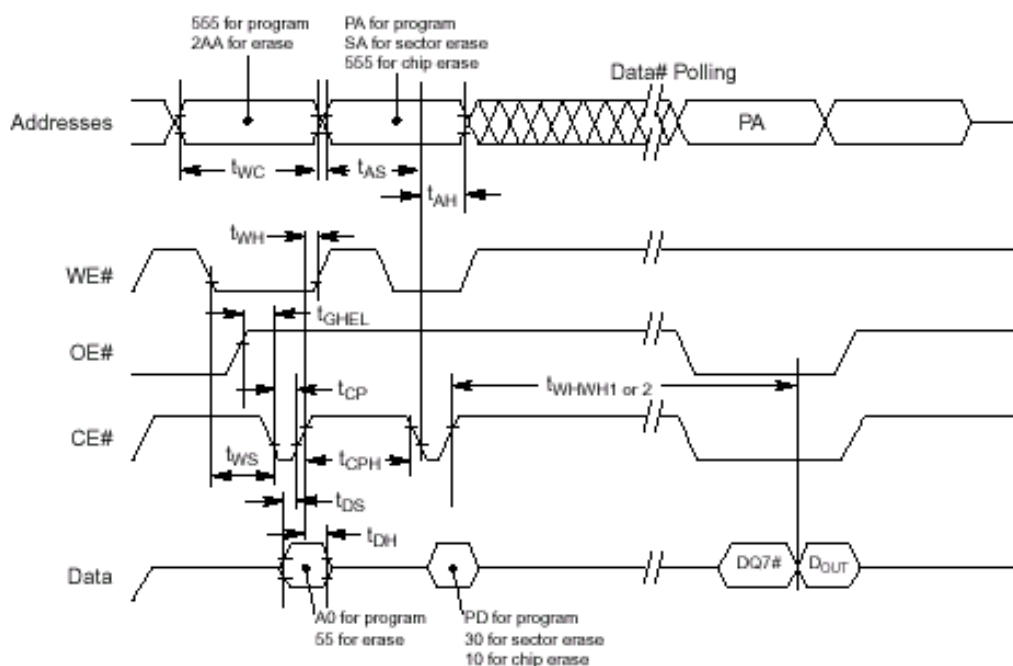 555 for program
2AA for erase
PA for program
SA for sector erase
555 for chip erase
Data# Polling
Addresses
PA
tWC
tAS
tAH
tWH
WE#
tGHEL
OE#
tCP
tWHWH1 or 2
CE#
tWS
tCPH
tDS
tDH
Data
DQ7#
DOUT
A0 for program
55 for erase
PD for program
30 for sector erase
10 for chip erase